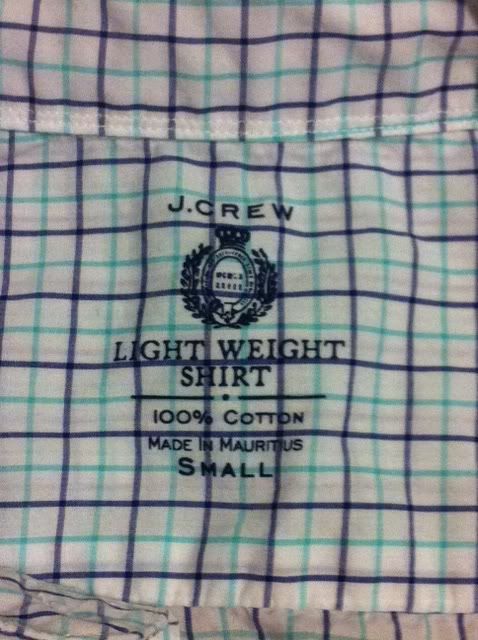 J.CREW
LIGHT WEIGHT
SHIRT
100% COTTON
MADE IN MAURITIUS
SMALL